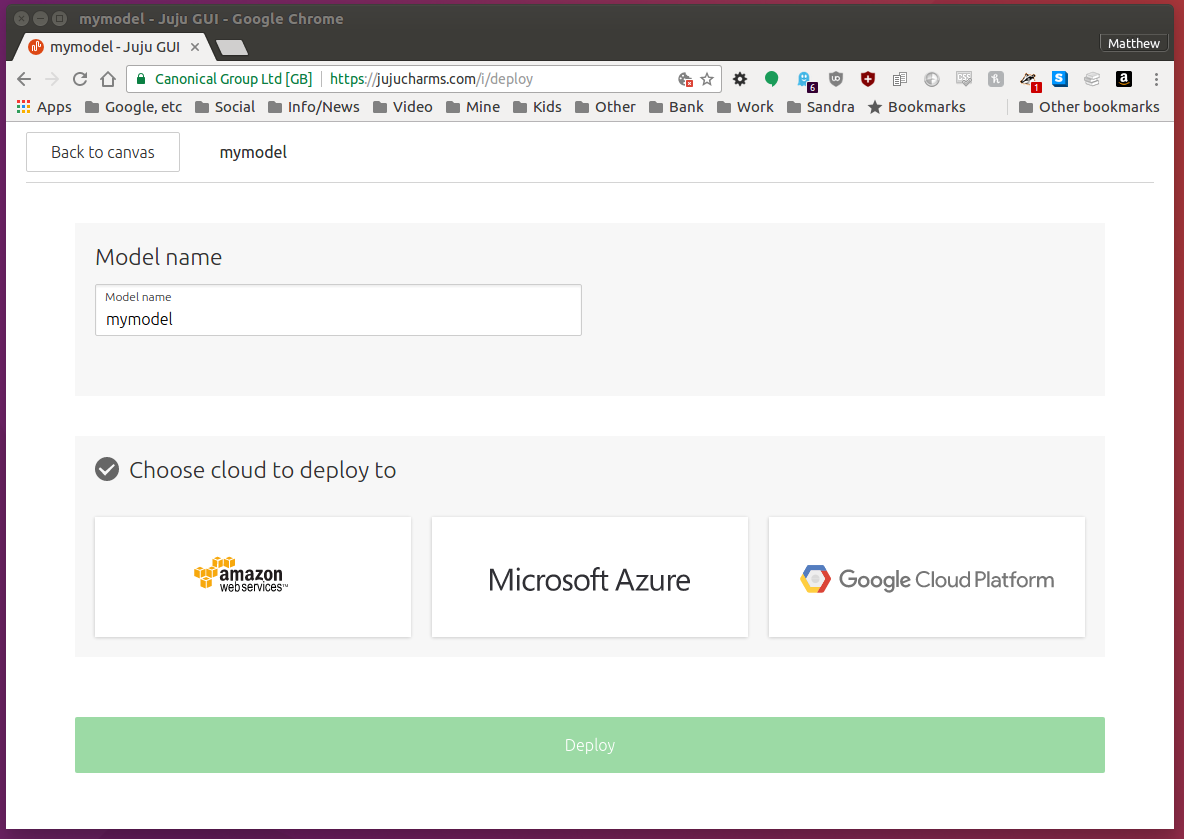 mymodel - Juju GUI - Google Chrome
mymodel - Juju GUI
Matthew
Canonical Group Ltd [GB] https://jujucharms.com/i/deploy
6
UD
CSS
1
S
a
Apps Google, etc Social Info/News Video Mine Kids Other Bank Work Sandra Bookmarks Other bookmarks
Back to canvas mymodel
Model name
Model name
mymodel
Choose cloud to deploy to
amazon
web services™
Microsoft Azure
Google Cloud Platform
Deploy